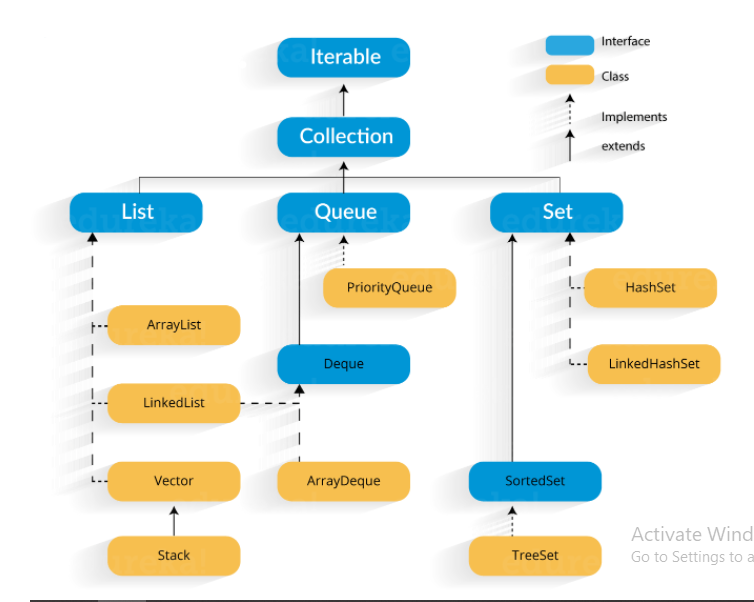 Iterable
Interface
Class
Collection
Implements
extends
List
Queue
Set
PriorityQueue
HashSet
ArrayList
Deque
LinkedHashSet
LinkedList
Vector
ArrayDeque
SortedSet
Stack
TreeSet
Activate Wind
Go to Settings to a